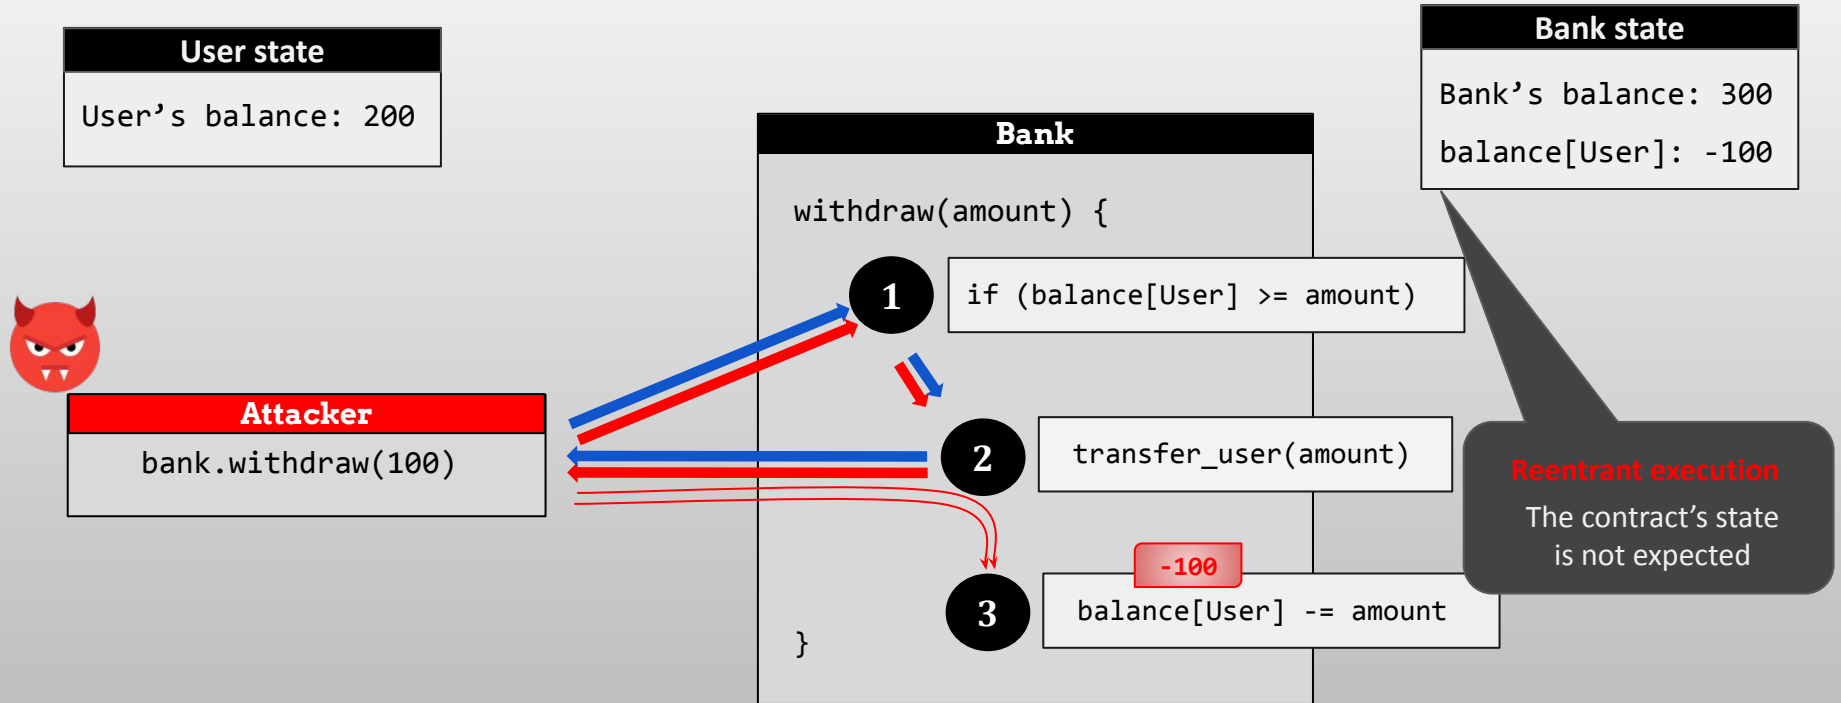 User state
User’s balance: 200
Bank state
Bank’s balance: 300
balance[User]: -100
Bank
withdraw(amount) {
1
if (balance[User] >= amount)
Attacker
bank.withdraw(100)
2
transfer_user(amount)
Reentrant execution
The contract’s state
is not expected
-100
3
balance[User] -= amount
}